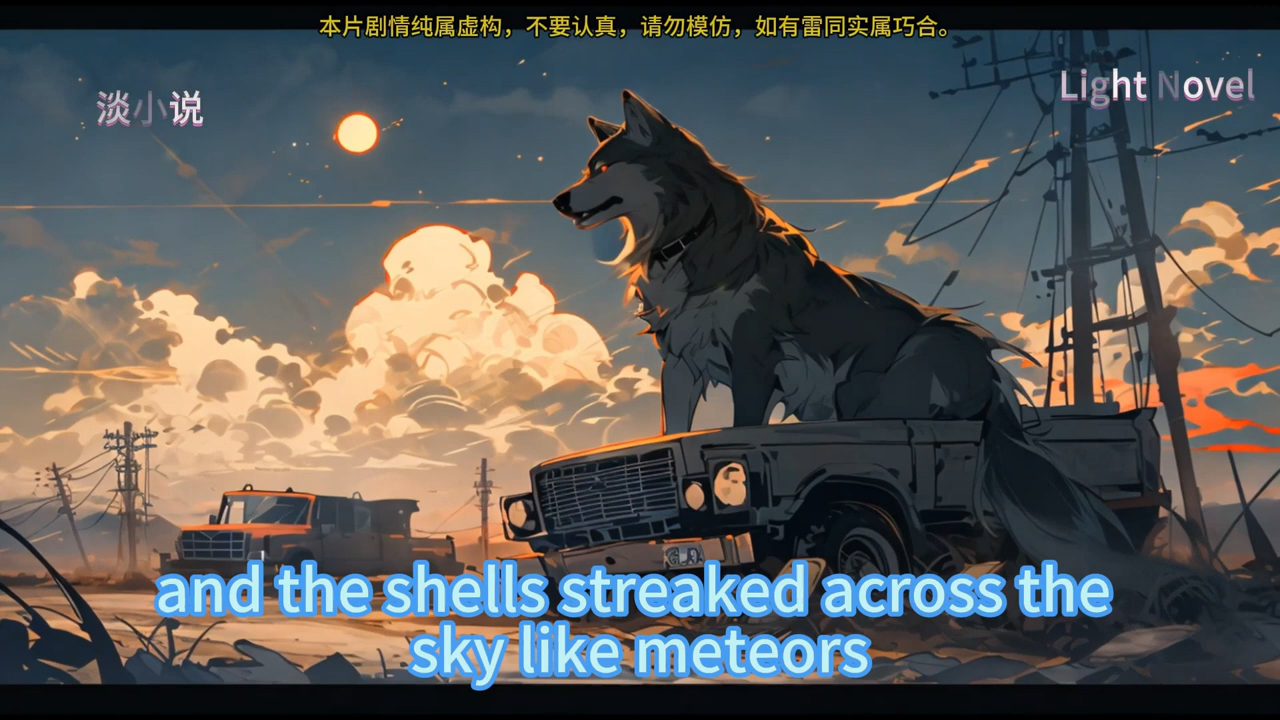 本片剧情纯属虚构，不要认真，请勿模仿，如有雷同实属巧合。
淡小说
Light Novel
and the shells streaked across the
sky like meteors